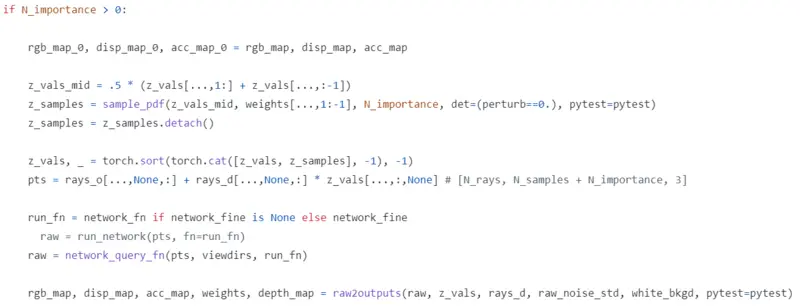 if N_importance > 0:
rgb_map_0, disp_map_0, acc_map_0 = rgb_map, disp_map, acc_map
z_vals_mid = .5 * (z_vals[...,1:] + z_vals[...,:-1])
z_samples = sample_pdf(z_vals_mid, weights[...,1:-1], N_importance, det=(perturb==0.), pytest=pytest)
z_samples = z_samples.detach()
z_vals, _ = torch.sort(torch.cat([z_vals, z_samples], -1), -1)
pts = rays_o[...,None,:] + rays_d[...,None,:] * z_vals[...,:,None] # [N_rays, N_samples + N_importance, 3]
run_fn = network_fn if network_fine is None else network_fine
raw = run_network(pts, fn=run_fn)
raw = network_query_fn(pts, viewdirs, run_fn)
rgb_map, disp_map, acc_map, weights, depth_map = raw2outputs(raw, z_vals, rays_d, raw_noise_std, white_bkgd, pytest=pytest)